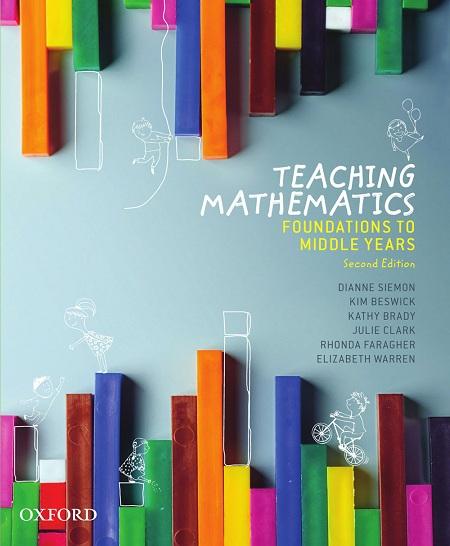 TEACHING
MATHEMATICS
FOUNDATIONS TO
MIDDLE YEARS
Second Edition
DIANNE SIEMON
KIM BESWICK
KATHY BRADY
JULIE CLARK
RHONDA FARAGHER
ELIZABETH WARREN
OXFORD